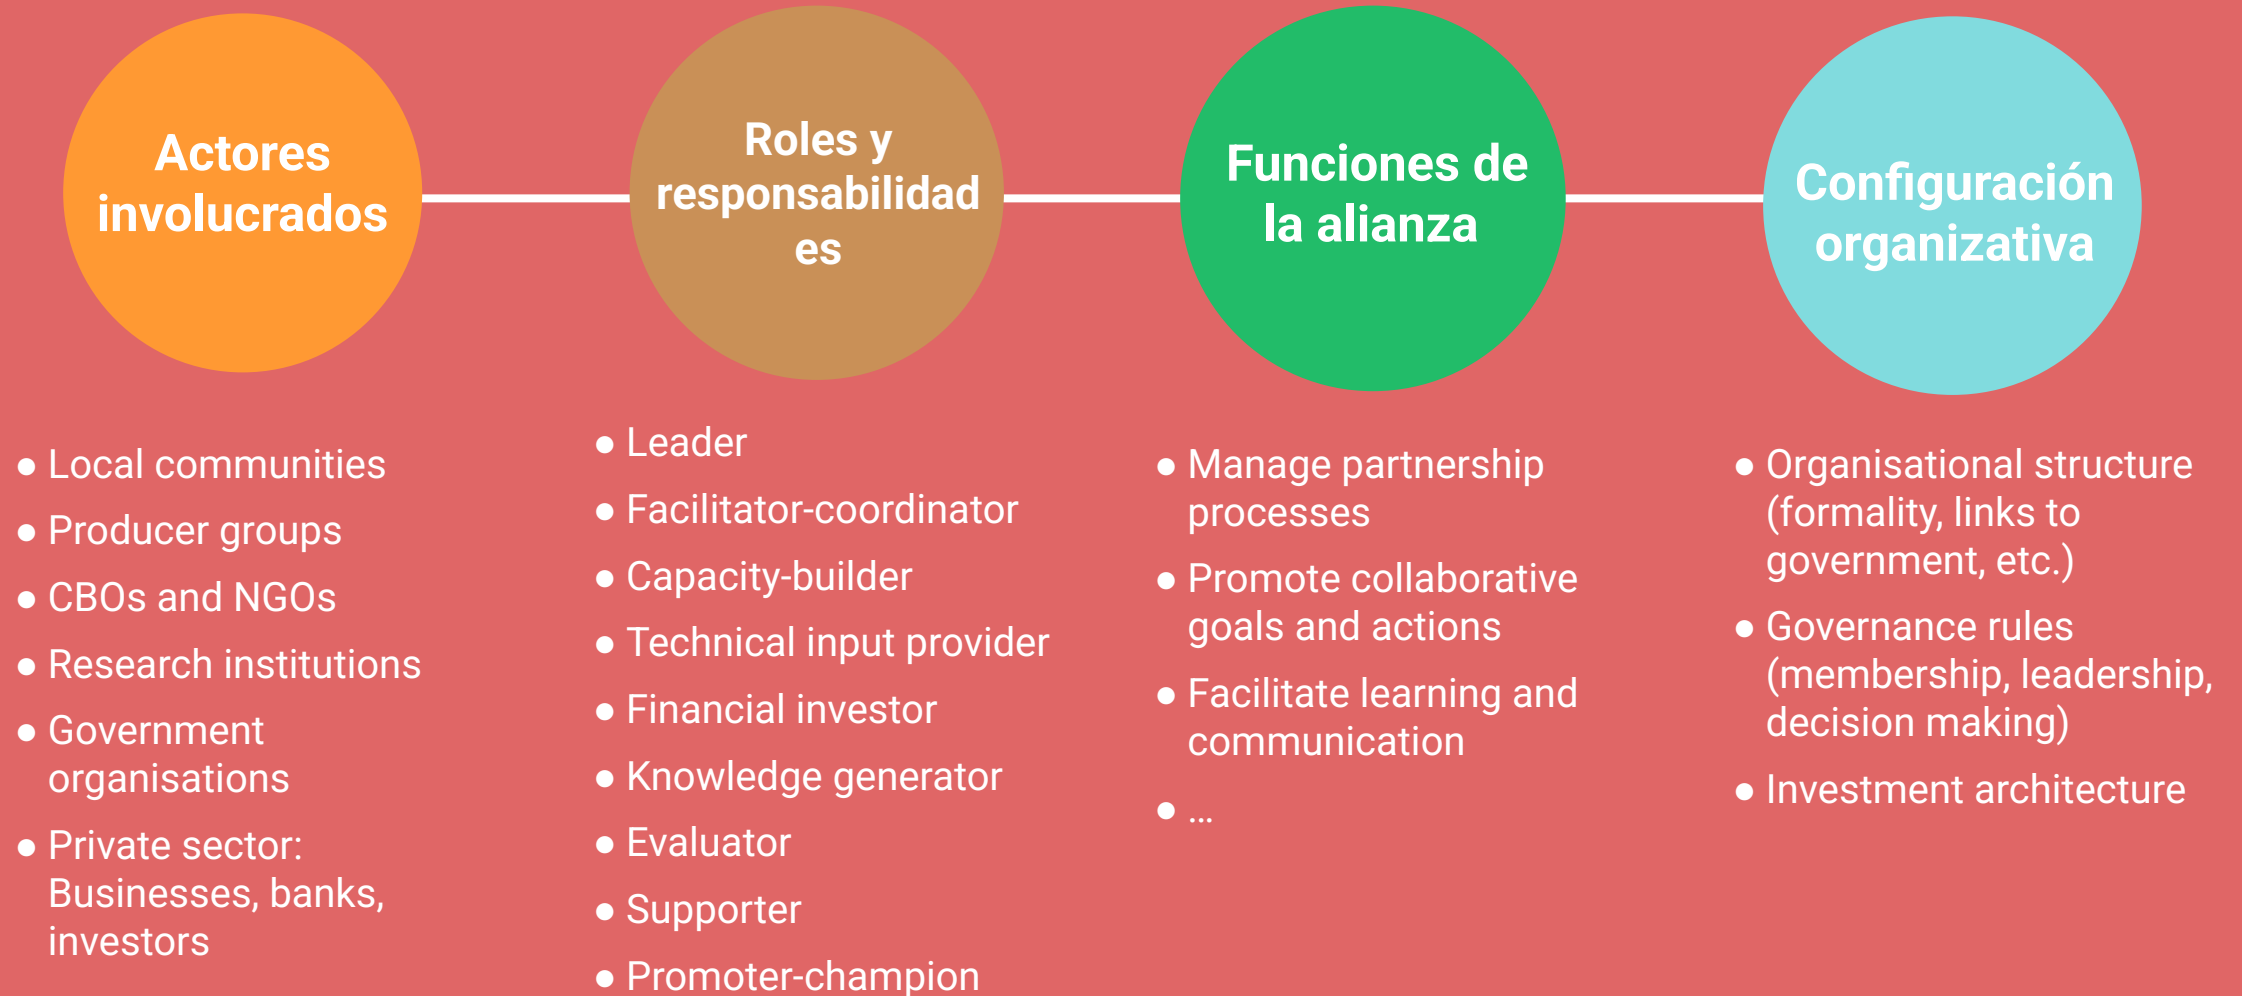 Actores
involucrados
● Local communities
● Producer groups
● CBOs and NGOs
● Research institutions
● Government
organisations
● Private sector:
Businesses, banks,
investors
Roles y
responsabilidad
es
● Leader
● Facilitator-coordinator
● Capacity-builder
● Technical input provider
● Financial investor
● Knowledge generator
● Evaluator
● Supporter
● Promoter-champion
Funciones de
la alianza
● Manage partnership
processes
● Promote collaborative
goals and actions
● Facilitate learning and
communication
● ...
Configuración
organizativa
● Organisational structure
(formality, links to
government, etc.)
● Governance rules
(membership, leadership,
decision making)
● Investment architecture